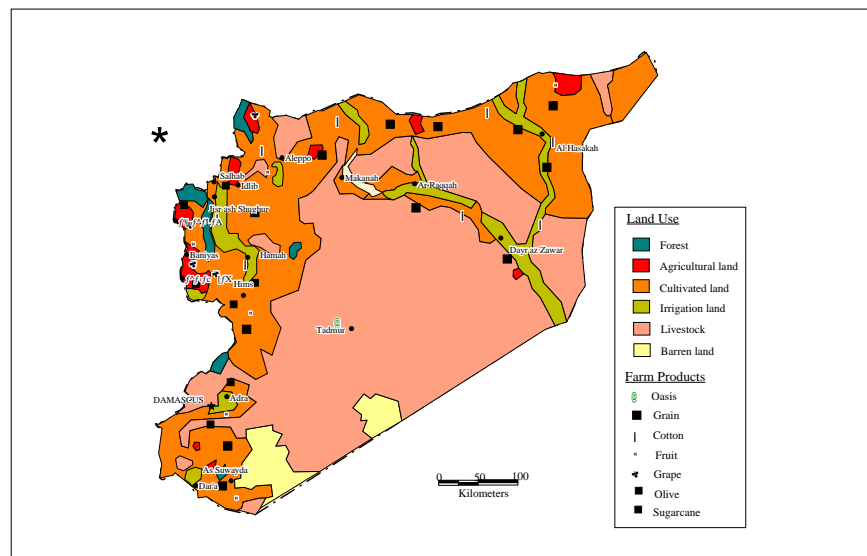 Aleppo
Al Hasakah
Salhab
Idlib
Makanah
Ar Raqqah
Jisr ash Shughur
Baniyas
Hamah
Dayr az Zawar
Hims
Tadmur
DAMASCUS
Adra
As Suwayda
Dar'a
0 50 100
Kilometers
Land Use
Forest
Agricultural land
Cultivated land
Irrigation land
Livestock
Barren land
Farm Products
Oasis
Grain
Cotton
Fruit
Grape
Olive
Sugarcane